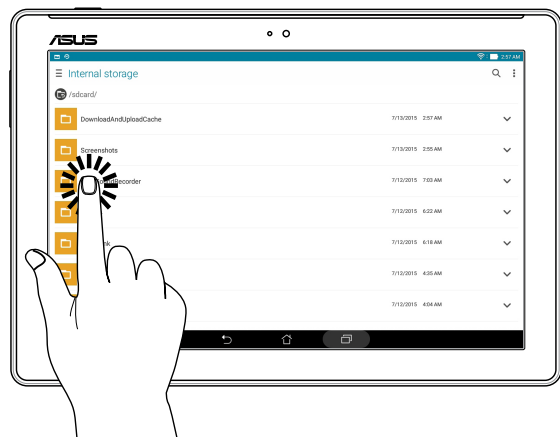 ASUS
2:57 AM
Internal storage
/sdcard/
DownloadAndUploadCache 7/13/2015 2:57 AM
Screenshots 7/13/2015 2:55 AM
7/12/2015 7:03 AM
7/12/2015 6:22 AM
7/12/2015 6:18 AM
7/12/2015 4:35 AM
7/12/2015 4:04 AM